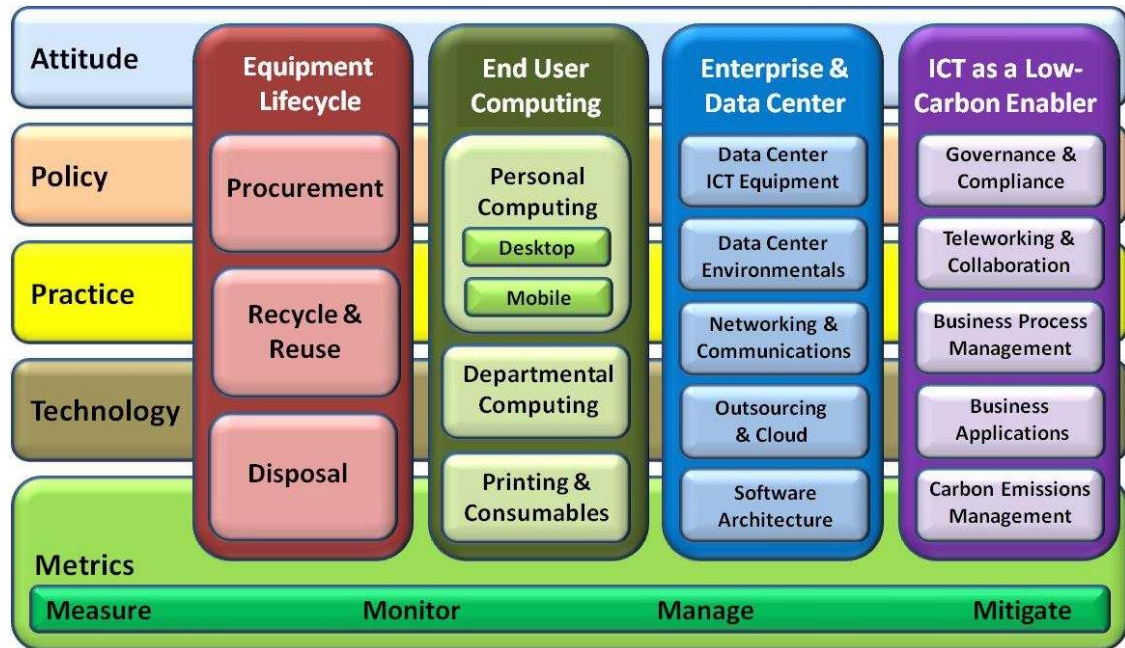 Attitude
Policy
Practice
Technology
Metrics
Equipment
Lifecycle
Procurement
Recycle &
Reuse
Disposal
End User
Computing
Personal
Computing
Desktop
Mobile
Departmental
Computing
Printing &
Consumables
Enterprise &
Data Center
Data Center
ICT Equipment
Data Center
Environmentals
Networking &
Communications
Outsourcing
& Cloud
Software
Architecture
ICT as a Low-
Carbon Enabler
Governance &
Compliance
Teleworking &
Collaboration
Business Process
Management
Business
Applications
Carbon Emissions
Management
Measure Monitor Manage Mitigate